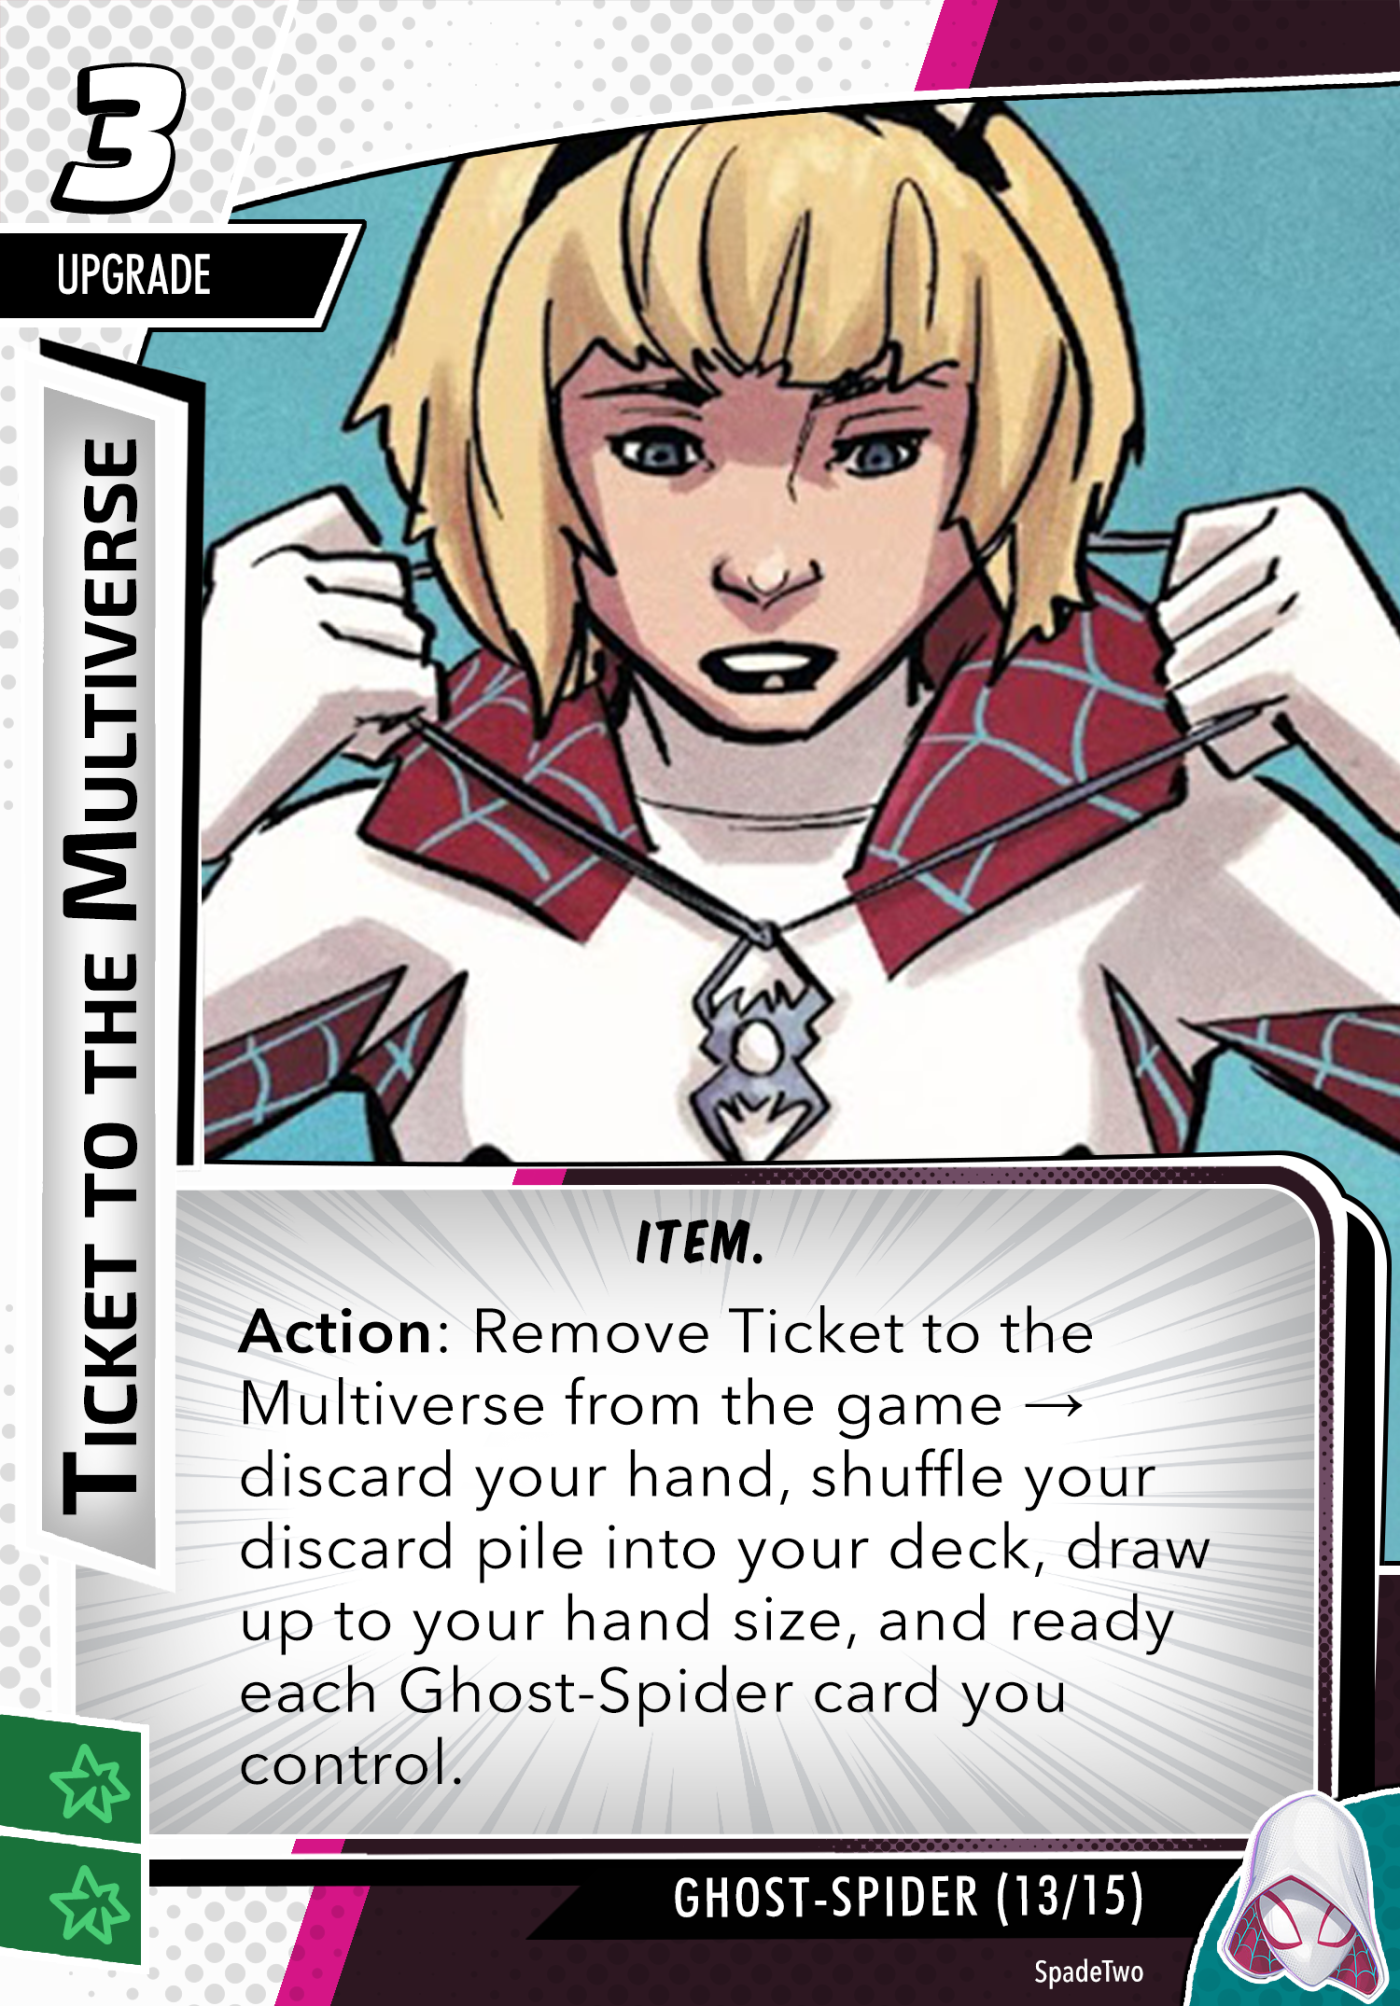 3
UPGRADE
TICKET TO THE MULTIVERSE
ITEM.
Action: Remove Ticket to the
Multiverse from the game →
discard your hand, shuffle your
discard pile into your deck, draw
up to your hand size, and ready
each Ghost-Spider card you
control.
GHOST-SPIDER (13/15)
SpadeTwo